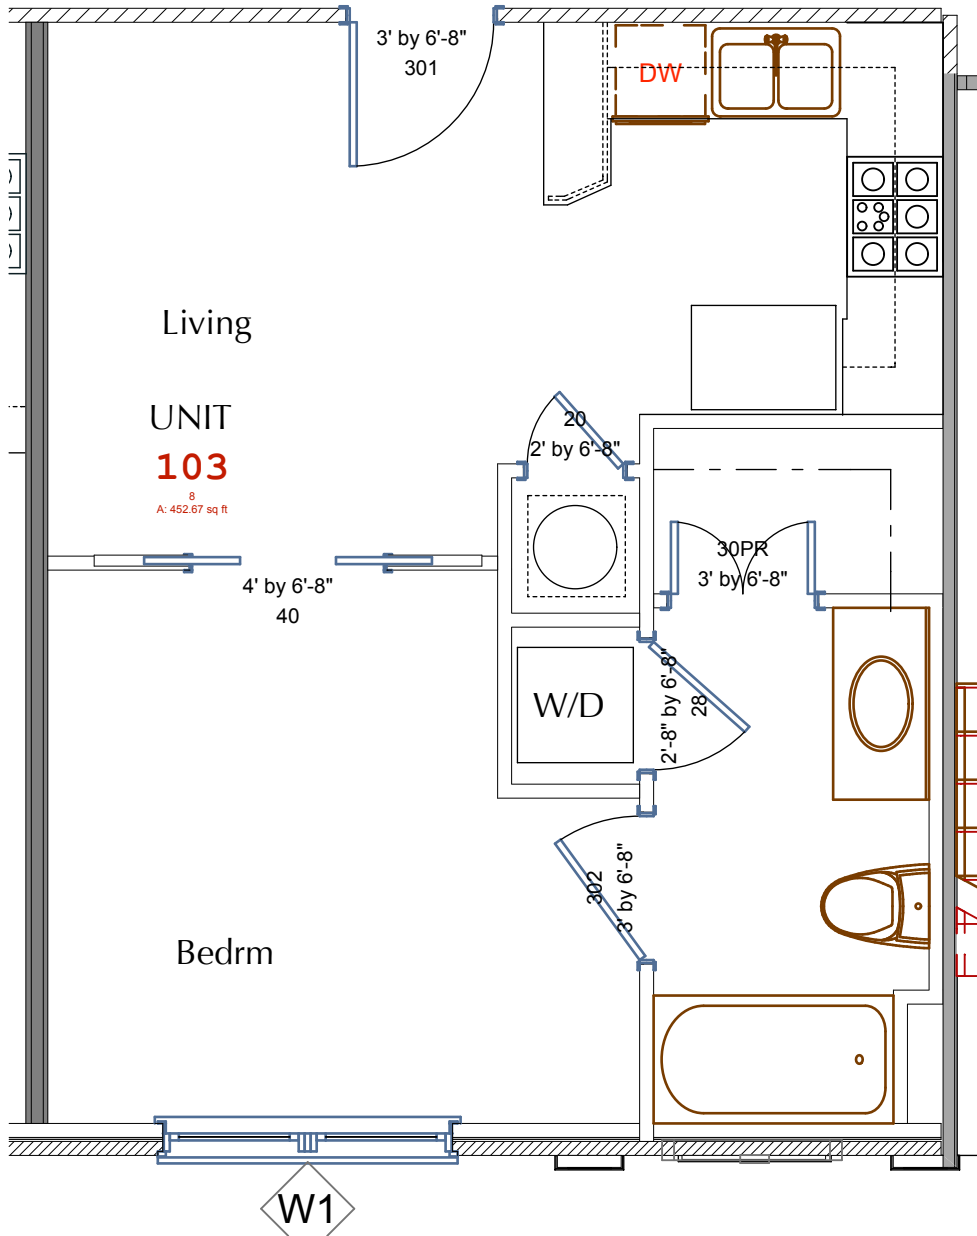 3' by 6'-8"
301
DW
Living
UNIT
103
8
A: 452.67 sq ft
20
2' by 6'-8"
30PR
3' by 6'-8"
4' by 6'-8"
40
W/D
2'-8" by 6'-8"
28
302
3' by 6'-8"
Bedrm
W1